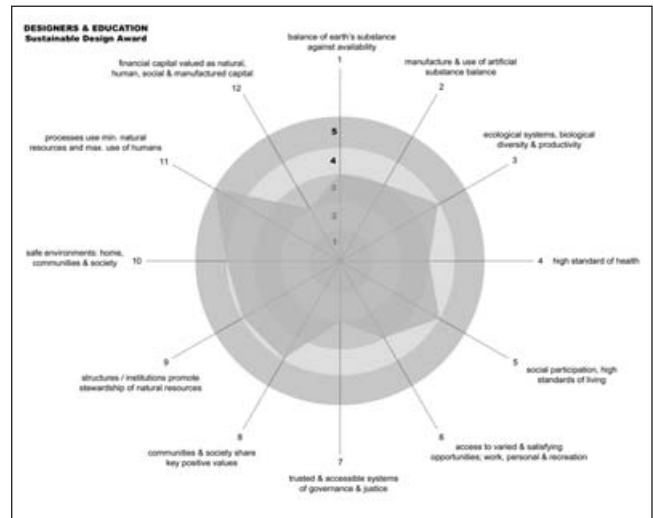 DESIGNERS & EDUCATION
Sustainable Design Award
balance of earth's substance
against availability
1
manufacture & use of artificial
substance balance
2
ecological systems, biological
diversity & productivity
3
4 high standard of health
5
social participation, high
standards of living
6
access to varied & satisfying
opportunities; work, personal & recreation
7
trusted & accessible systems
of governance & justice
8
communities & society share
key positive values
9
structures / institutions promote
stewardship of natural resources
safe environments: home,
communities & society
10
processes use min. natural
resources and max. use of humans
11
financial capital valued as natural,
human, social & manufactured capital
12
5
4
3
2
1